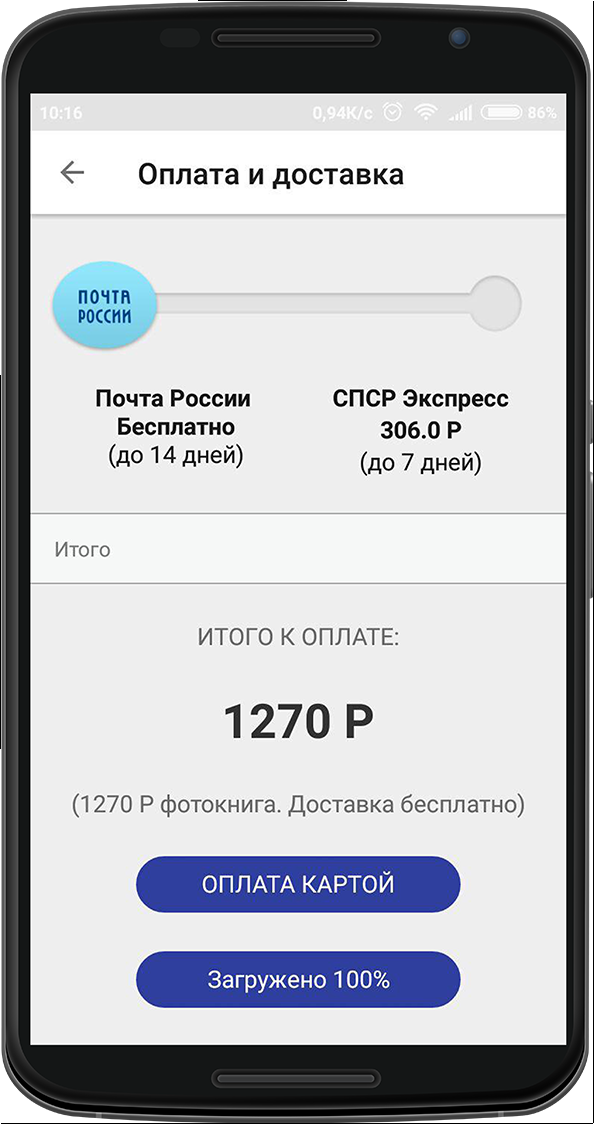 10:16 0,94K/c 86%
Оплата и доставка
ПОЧТА
РОССИИ
Почта России
Бесплатно
(до 14 дней)
СПСР Экспресс
306.0 Р
(до 7 дней)
Итого
ИТОГО К ОПЛАТЕ:
1270 Р
(1270 Р фотокнига. Доставка бесплатно)
ОПЛАТА КАРТОЙ
Загружено 100%